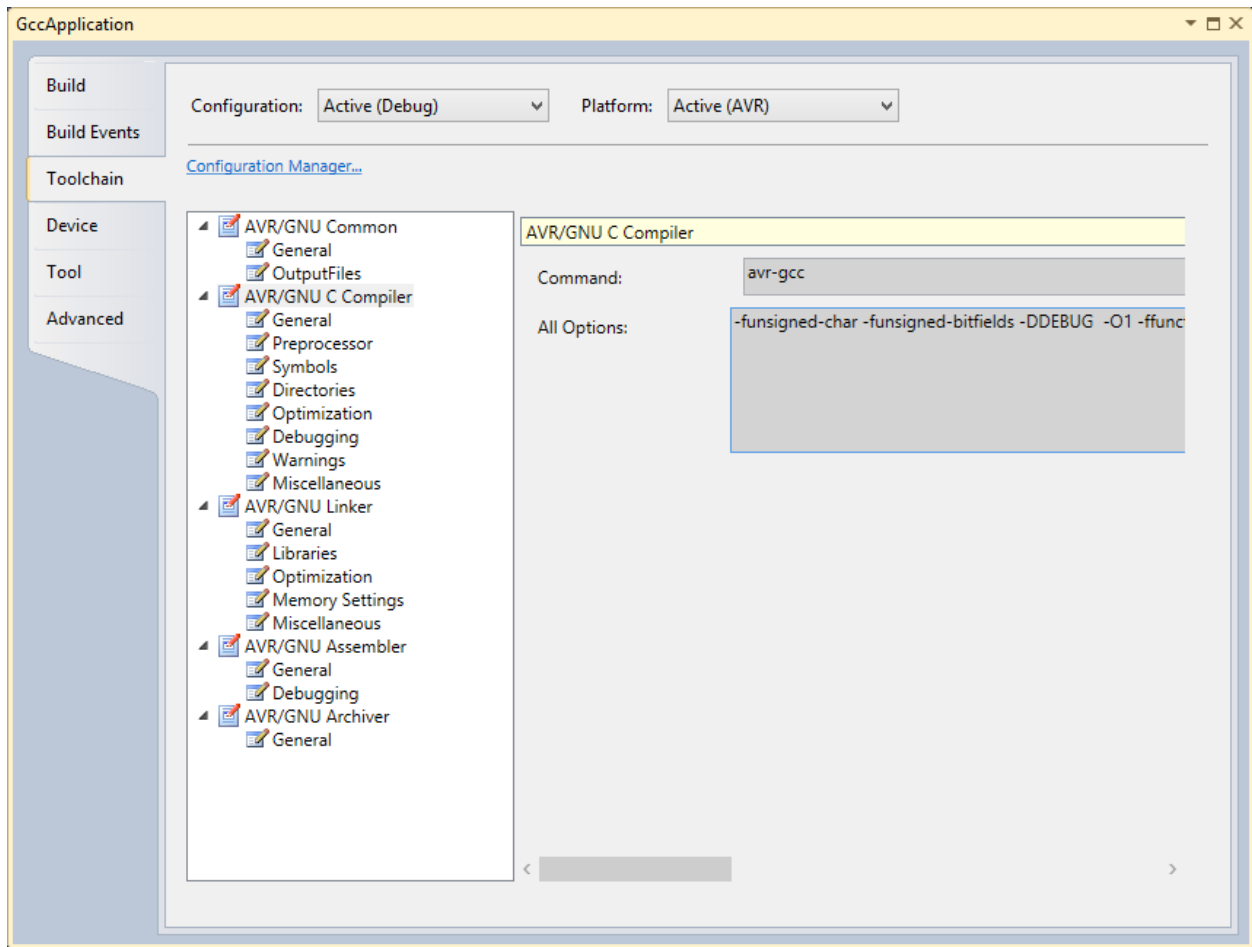 GccApplication
Build
Build Events
Toolchain
Device
Tool
Advanced
Configuration: Active (Debug) Platform: Active (AVR)
Configuration Manager...
AVR/GNU Common
General
OutputFiles
AVR/GNU C Compiler
General
Preprocessor
Symbols
Directories
Optimization
Debugging
Warnings
Miscellaneous
AVR/GNU Linker
General
Libraries
Optimization
Memory Settings
Miscellaneous
AVR/GNU Assembler
General
Debugging
AVR/GNU Archiver
General
AVR/GNU C Compiler
Command: avr-gcc
All Options: -funsigned-char -funsigned-bitfields -DDEBUG -O1 -ffunc